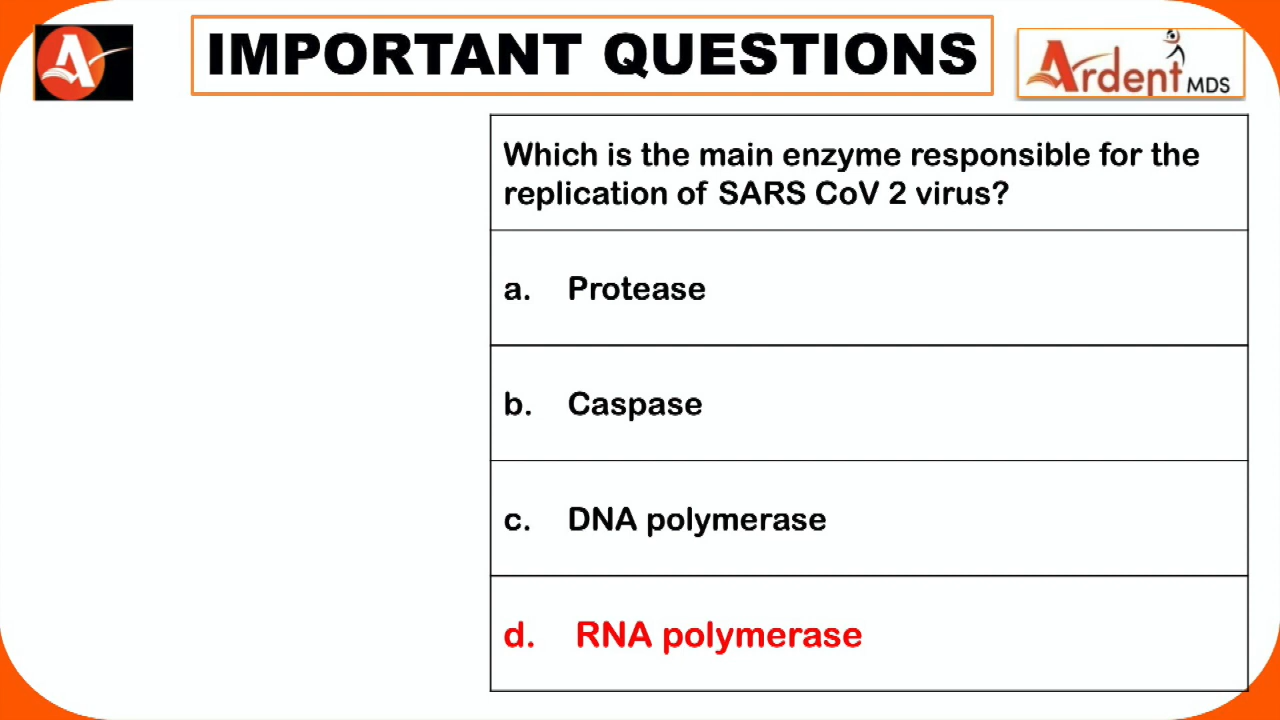 IMPORTANT QUESTIONS
Ardent MDS
Which is the main enzyme responsible for the
replication of SARS CoV 2 virus?
a. Protease
b. Caspase
c. DNA polymerase
d. RNA polymerase